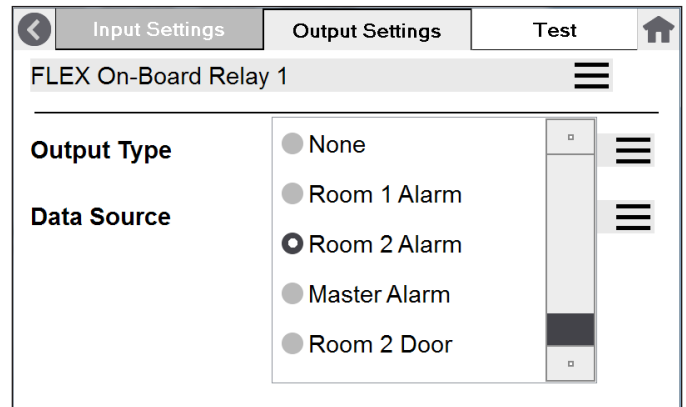 Input Settings
Output Settings
Test
FLEX On-Board Relay 1
Output Type
Data Source
None
Room 1 Alarm
Room 2 Alarm
Master Alarm
Room 2 Door